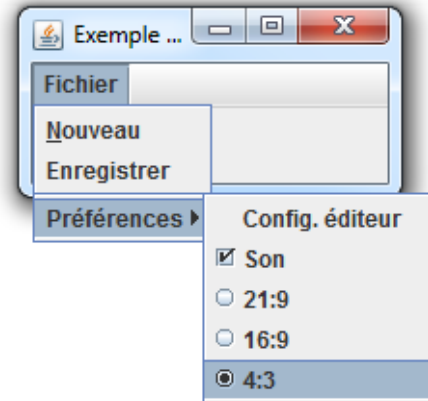 Exemple ...
Fichier
Nouveau
Enregistrer
Préférences
Config. éditeur
Son
21:9
16:9
4:3